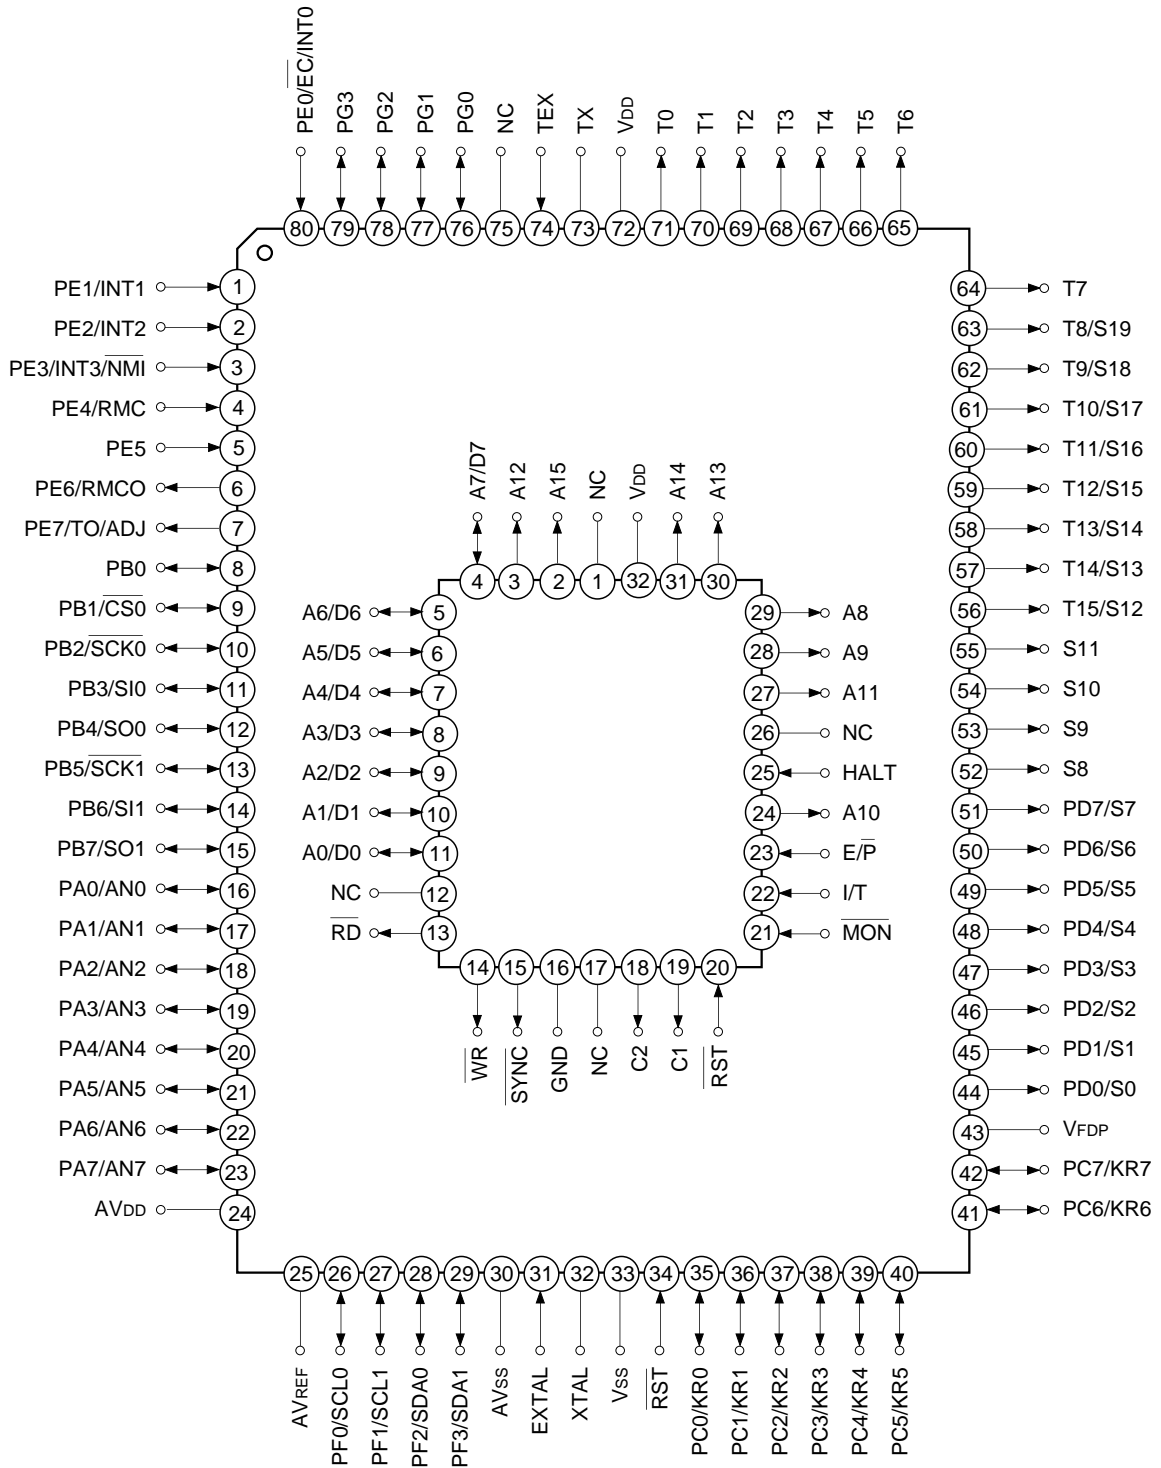 PE0/E̅C̅/INT0
PG3
PG2
PG1
PG0
NC
TEX
TX
VDD
T0
T1
T2
T3
T4
T5
T6
80
79
78
77
76
75
74
73
72
71
70
69
68
67
66
65
PE1/INT1 1
PE2/INT2 2
PE3/INT3/N̅M̅I̅ 3
PE4/RMC 4
PE5 5
PE6/RMCO 6
PE7/TO/ADJ 7
PB0 8
PB1/C̅S̅0̅ 9
PB2/S̅C̅K̅0̅ 10
PB3/SI0 11
PB4/SO0 12
PB5/S̅C̅K̅1̅ 13
PB6/SI1 14
PB7/SO1 15
PA0/AN0 16
PA1/AN1 17
PA2/AN2 18
PA3/AN3 19
PA4/AN4 20
PA5/AN5 21
PA6/AN6 22
PA7/AN7 23
AVDD 24
A7/D7
A12
A15
NC
VDD
A14
A13
4
3
2
1
32
31
30
A6/D6 5
A5/D5 6
A4/D4 7
A3/D3 8
A2/D2 9
A1/D1 10
A0/D0 11
NC 12
R̅D̅ 13
29 A8
28 A9
27 A11
26 NC
25 HALT
24 A10
23 E/P̅
22 I/T
21 M̅O̅N̅
14
15
16
17
18
19
20
W̅R̅
S̅Y̅N̅C̅
GND
NC
C2
C1
R̅S̅T̅
64 T7
63 T8/S19
62 T9/S18
61 T10/S17
60 T11/S16
59 T12/S15
58 T13/S14
57 T14/S13
56 T15/S12
55 S11
54 S10
53 S9
52 S8
51 PD7/S7
50 PD6/S6
49 PD5/S5
48 PD4/S4
47 PD3/S3
46 PD2/S2
45 PD1/S1
44 PD0/S0
43 VFDP
42 PC7/KR7
41 PC6/KR6
25
26
27
28
29
30
31
32
33
34
35
36
37
38
39
40
AVREF
PF0/SCL0
PF1/SCL1
PF2/SDA0
PF3/SDA1
AVSS
EXTAL
XTAL
VSS
R̅S̅T̅
PC0/KR0
PC1/KR1
PC2/KR2
PC3/KR3
PC4/KR4
PC5/KR5